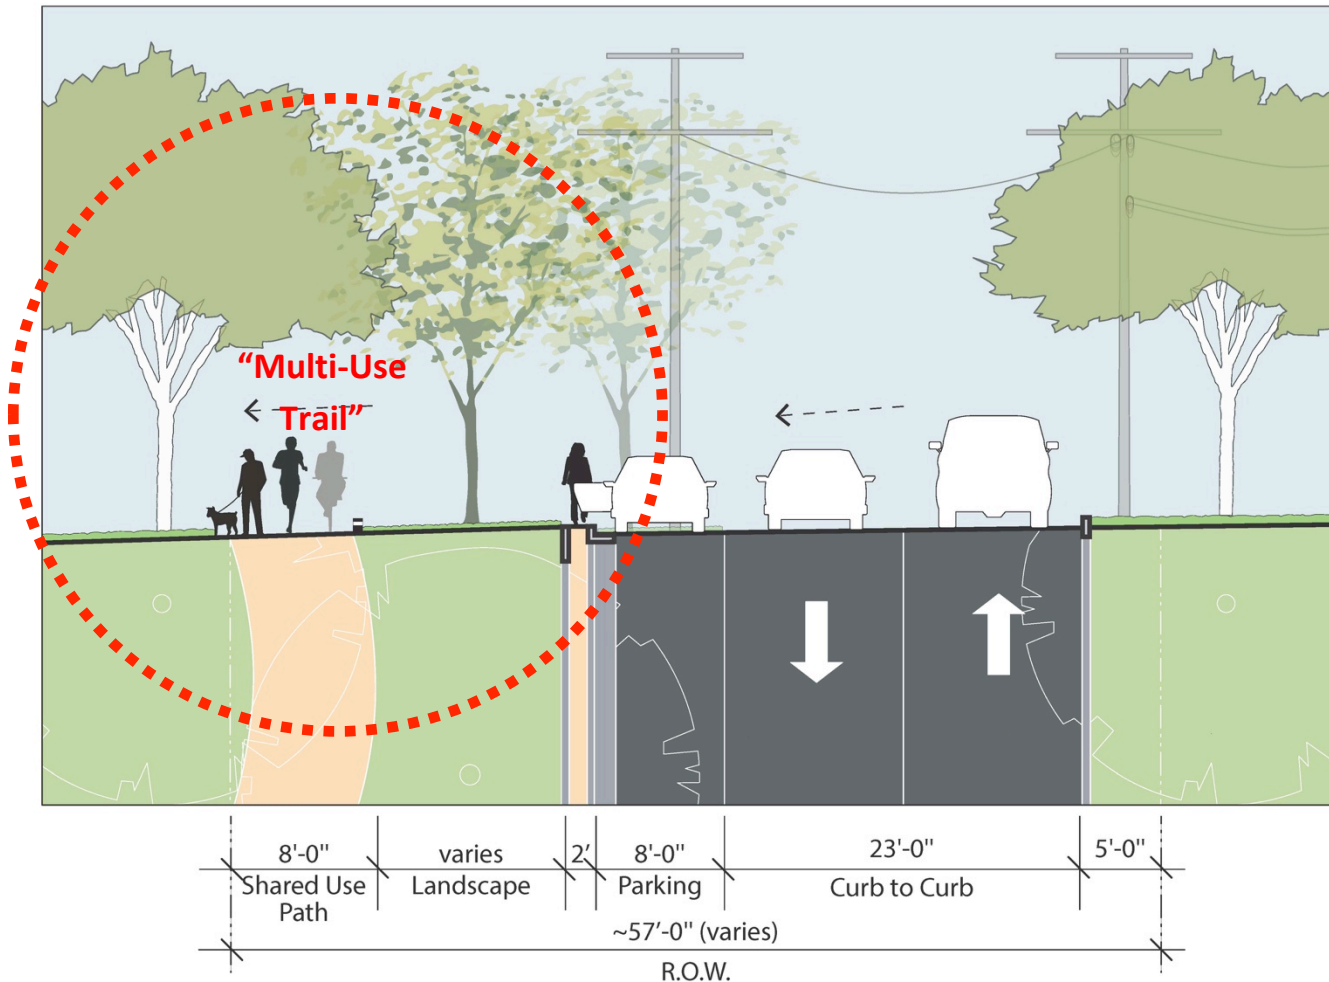 “Multi-Use
Trail”
8'-0"
varies
2'
8'-0"
23'-0"
5'-0"
Shared Use
Path
Landscape
Parking
Curb to Curb
~57’-0" (varies)
R.O.W.